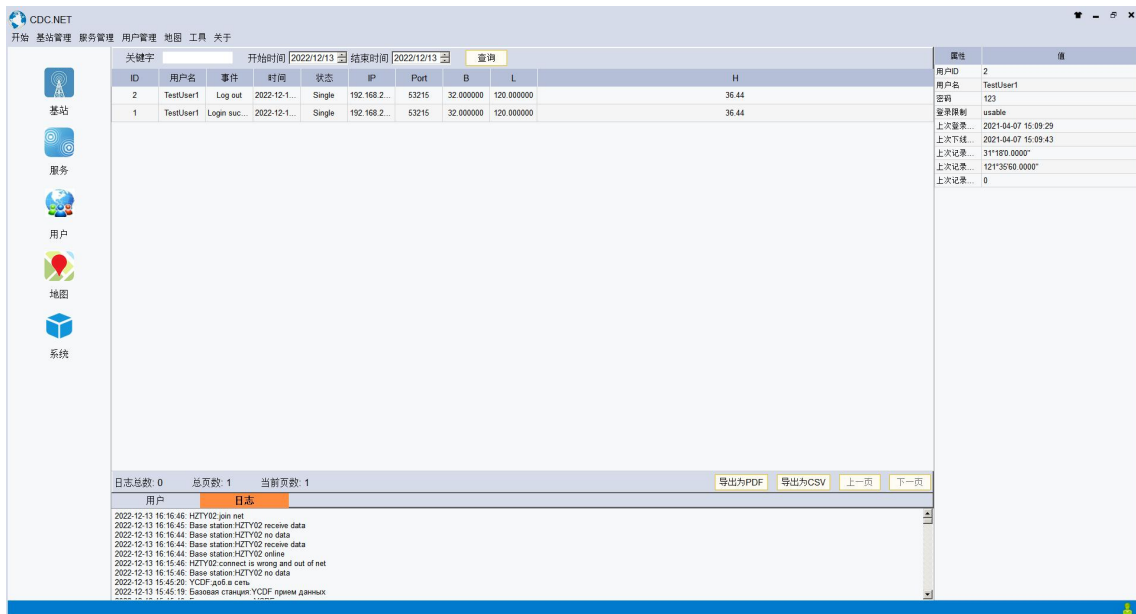 CDC.NET
开始 基站管理 服务管理 用户管理 地图 工具 关于
关键字 开始时间 2022/12/13 结束时间 2022/12/13 查询
ID 用户名 事件 时间 状态 IP Port B L H
2 TestUser1 Log out 2022-12-1... Single 192.168.2... 53215 32.000000 120.000000 36.44
1 TestUser1 Login suc... 2022-12-1... Single 192.168.2... 53215 32.000000 120.000000 36.44
基站
服务
用户
地图
系统
属性 值
用户ID 2
用户名 TestUser1
密码 123
登录限制 usable
上次登录... 2021-04-07 15:09:29
上次下线... 2021-04-07 15:09:43
上次记录... 31°18'0.0000"
上次记录... 121°35'60.0000"
上次记录... 0
日志总数: 0 总页数: 1 当前页数: 1 导出为PDF 导出为CSV 上一页 下一页
用户 日志
2022-12-13 16:16:46: HZTY02:join net
2022-12-13 16:16:45: Base station:HZTY02 receive data
2022-12-13 16:16:44: Base station:HZTY02 no data
2022-12-13 16:16:44: Base station:HZTY02 receive data
2022-12-13 16:16:44: Base station:HZTY02 online
2022-12-13 16:15:46: HZTY02:connect is wrong and out of net
2022-12-13 16:15:46: Base station:HZTY02 no data
2022-12-13 15:45:20: YCDF:доб.в сеть
2022-12-13 15:45:19: Базовая станция:YCDF прием данных